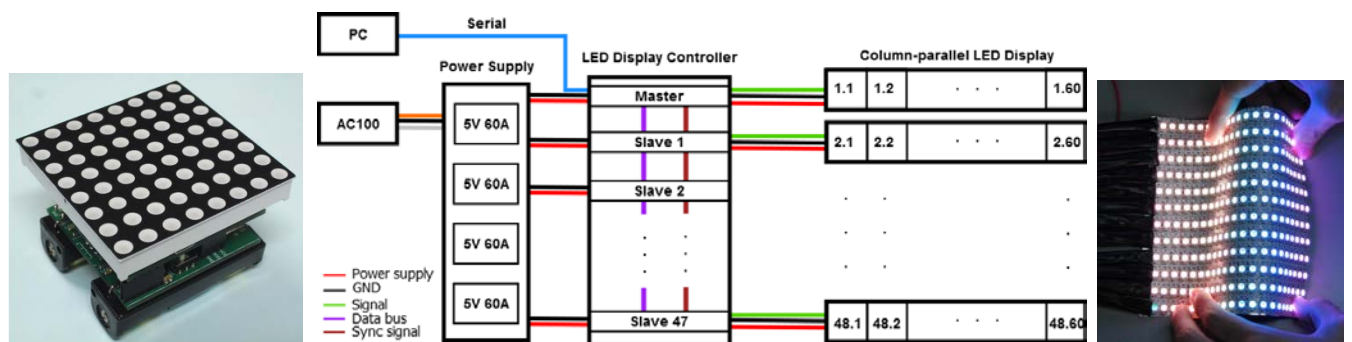 PC
Serial
Power Supply
LED Display Controller
Column-parallel LED Display
AC100
5V 60A
5V 60A
5V 60A
5V 60A
Master
Slave 1
Slave 2
Slave 47
1.1 1.2 . . . 1.60
2.1 2.2 . . . 2.60
48.1 48.2 . . . 48.60
Power supply
GND
Signal
Data bus
Sync signal